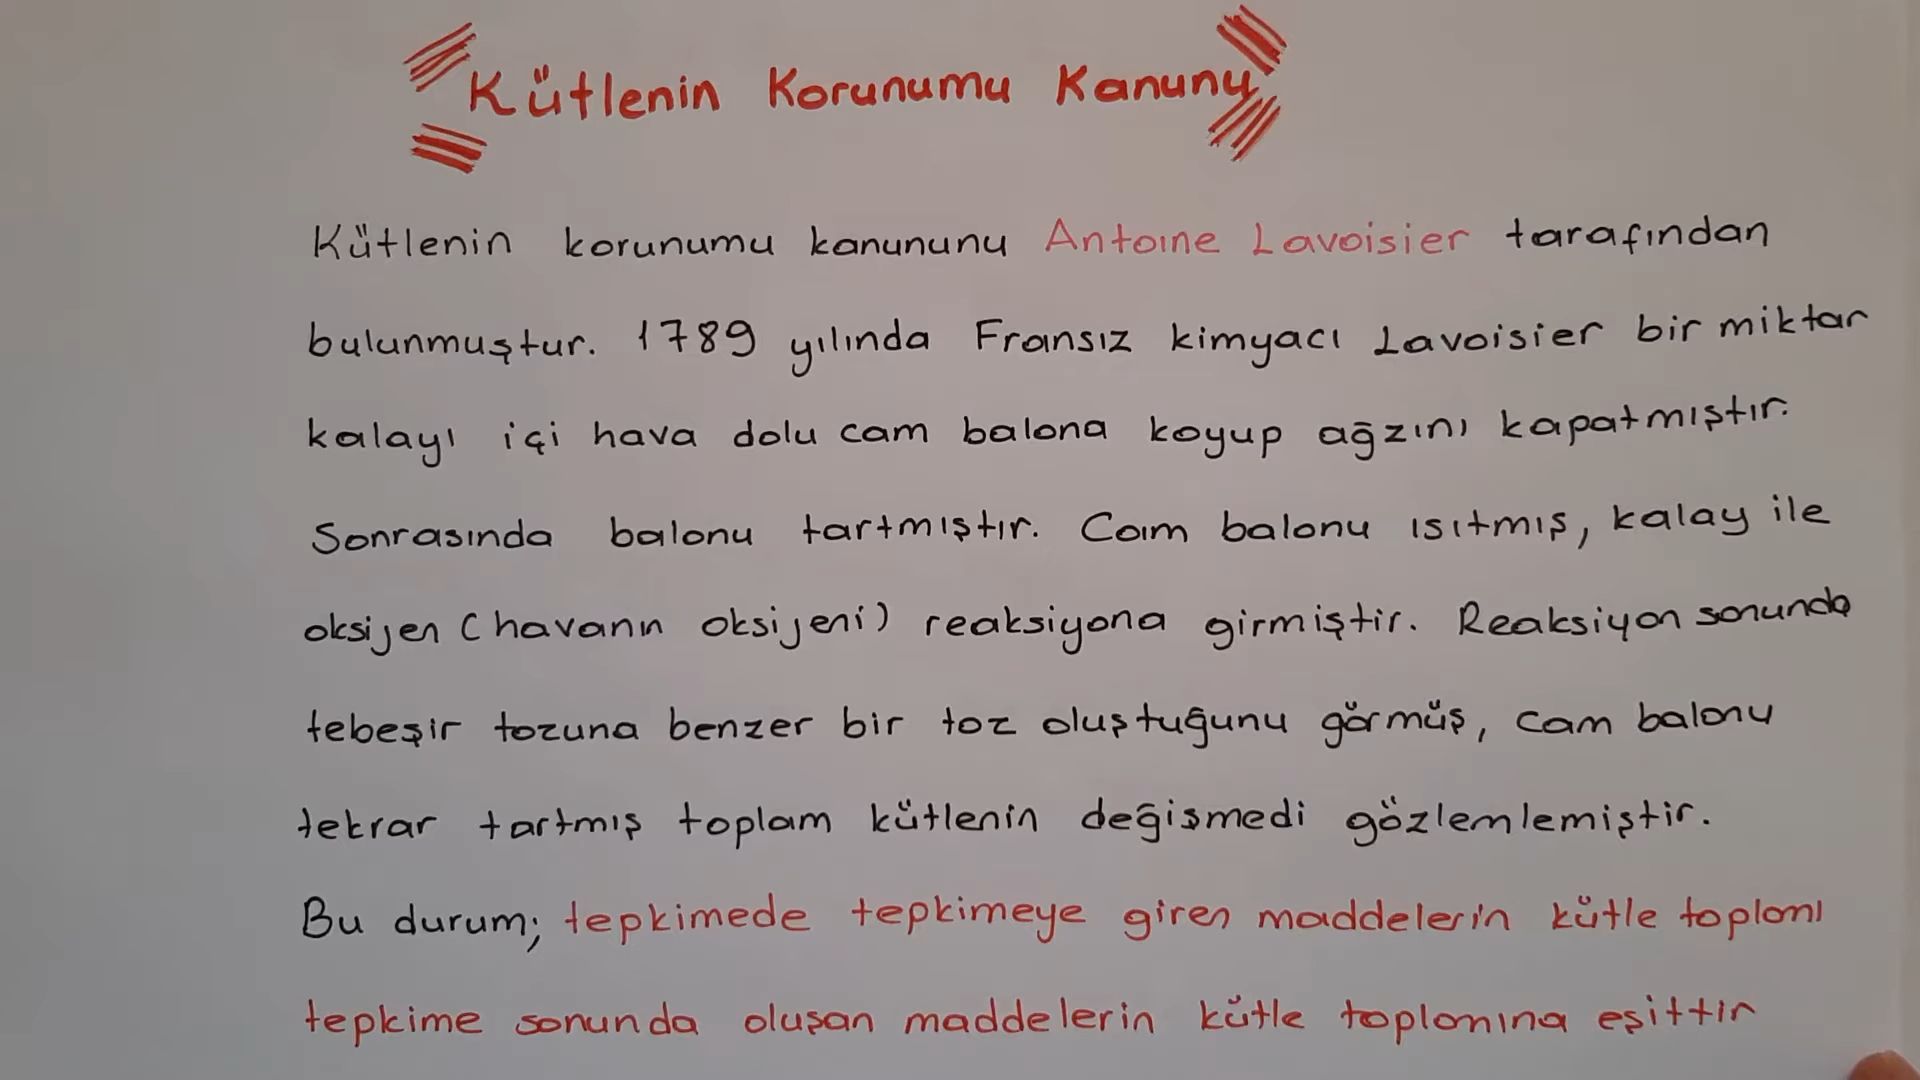 Kütlenin Korunumu Kanunu
Kütlenin korunumu kanununu Antoıne Lavoisier tarafından
bulunmuştur. 1789 yılında Fransız kimyacı Lavoisier bir miktar
kalayı içi hava dolu cam balona koyup ağzını kapatmıştır.
Sonrasında balonu tartmıştır. Cam balonu ısıtmış, kalay ile
oksijen (havanın oksijeni) reaksiyona girmiştir. Reaksiyon sonunda
tebeşir tozuna benzer bir toz oluştuğunu görmüş, cam balonu
tekrar tartmış toplam kütlenin değişmedi gözlemlemiştir.
Bu durum; tepkimede tepkimeye giren maddelerin kütle toplamı
tepkime sonunda oluşan maddelerin kütle toplamına eşittir